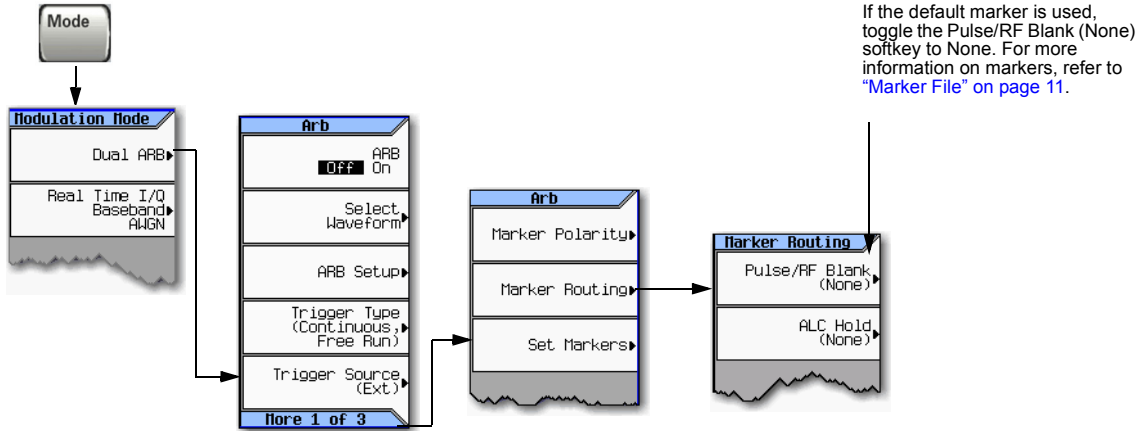 Mode
If the default marker is used,
toggle the Pulse/RF Blank (None)
softkey to None. For more
information on markers, refer to
“Marker File” on page 11.
Modulation Mode
Dual ARB
Real Time I/Q
Baseband
AWGN
Arb
ARB
Off On
Select
Waveform
ARB Setup
Trigger Type
(Continuous,
Free Run)
Trigger Source
(Ext)
More 1 of 3
Arb
Marker Polarity
Marker Routing
Set Markers
Marker Routing
Pulse/RF Blank
(None)
ALC Hold
(None)